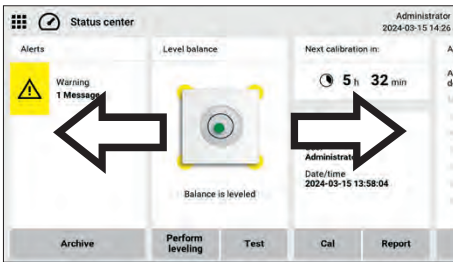 Status center
Administrator
2024-03-15 14:26
Alerts
Level balance
Next calibration in:
Warning
1 Message
5 h 32 min
Balance is leveled
Administrato
Date/time
2024-03-15 13:58:04
Archive
Perform
leveling
Test
Cal
Report